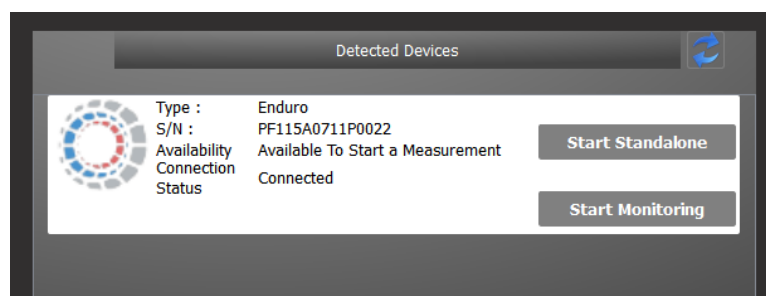 Detected Devices
Type : Enduro
S/N : PF115A0711P0022
Availability Available To Start a Measurement
Connection Status Connected
Start Standalone
Start Monitoring